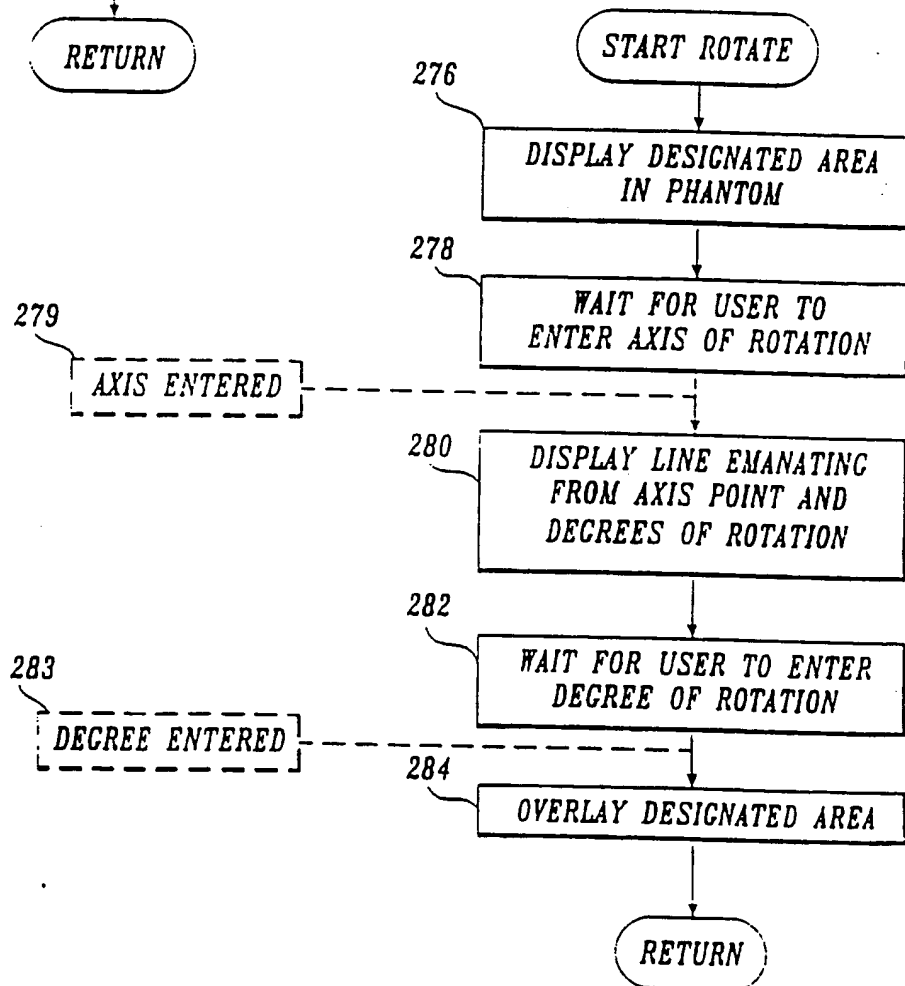 RETURN
START ROTATE
276
DISPLAY DESIGNATED AREA
IN PHANTOM
278
WAIT FOR USER TO
ENTER AXIS OF ROTATION
279
AXIS ENTERED
280
DISPLAY LINE EMANATING
FROM AXIS POINT AND
DEGREES OF ROTATION
282
WAIT FOR USER TO ENTER
DEGREE OF ROTATION
283
DEGREE ENTERED
284
OVERLAY DESIGNATED AREA
RETURN